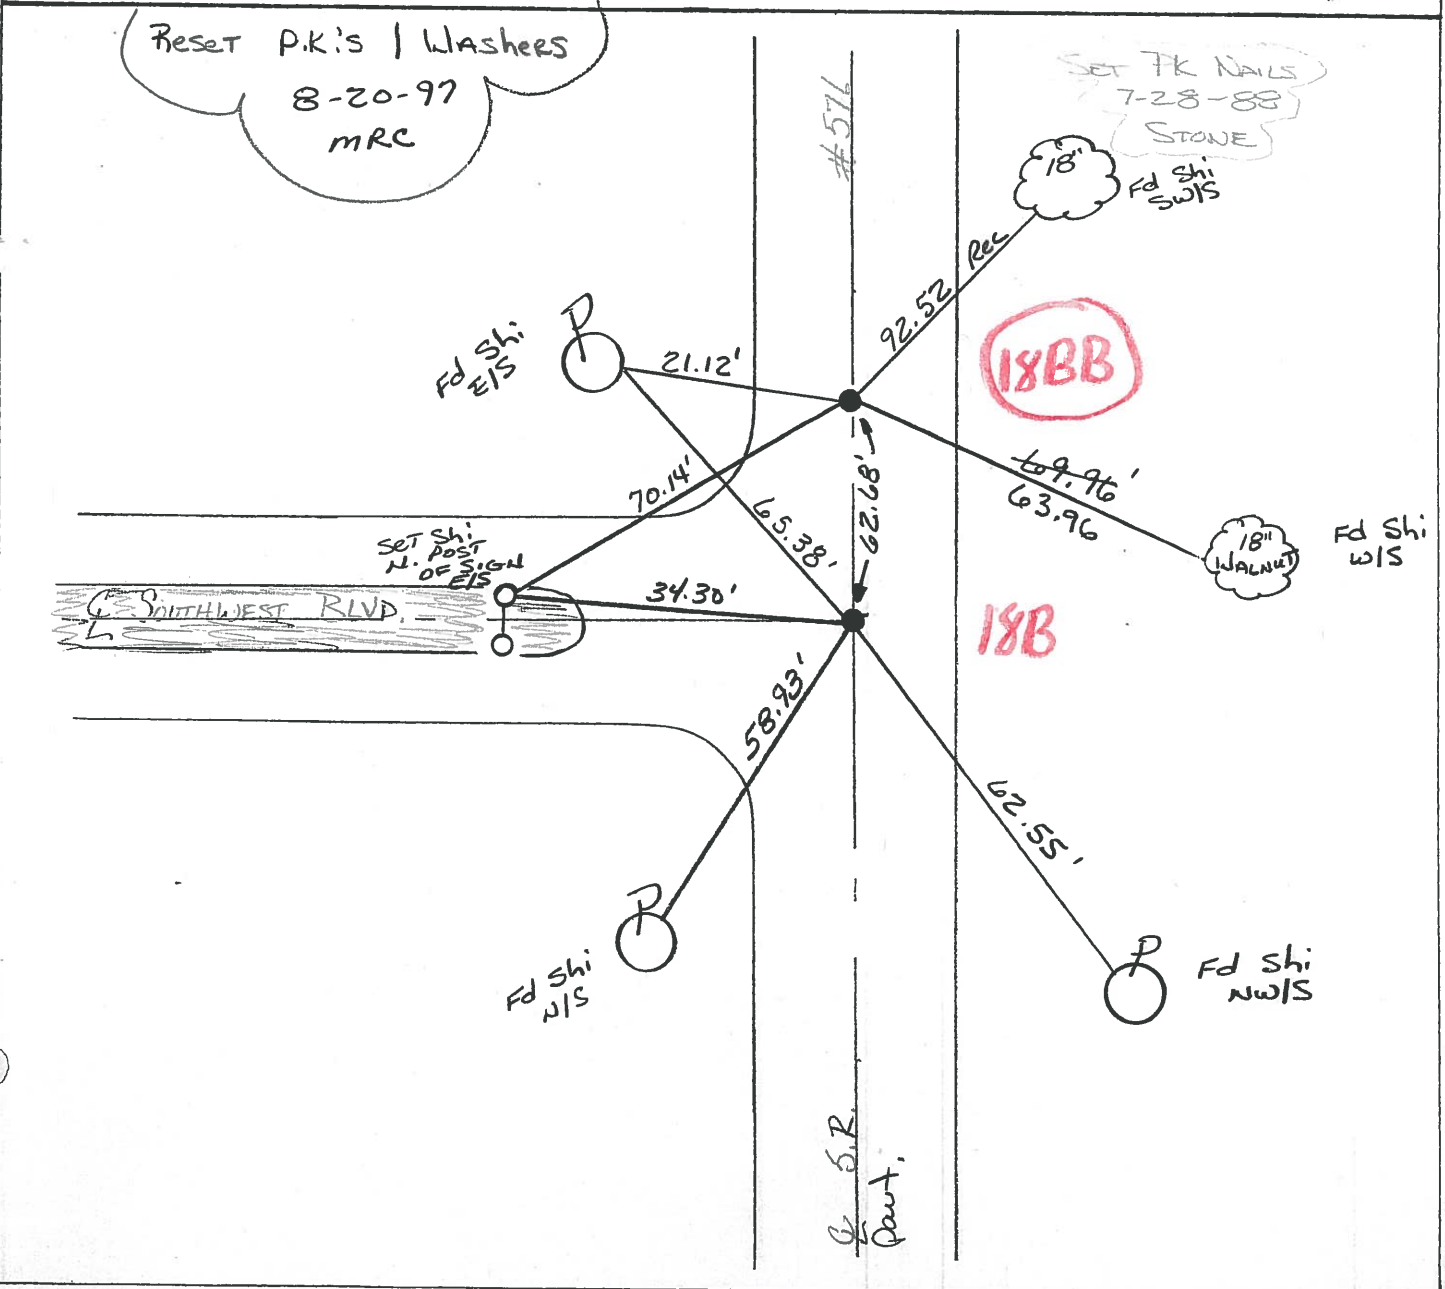 Reset P.K.'s / Washers
8-20-97
MRC
SET PK NAILS
7-28-88
STONE
#571
18"
Fd Shi
SW/S
92.52 Rec
P
Fd Shi
E/S
21.12'
18BB
70.14'
65.38'
62.68'
69.96'
63.96
18"
WALNUT
Fd Shi
W/S
SET Shi
N. POST
OF SIGN
E/S
℄ SOUTHWEST BLVD.
34.30'
18B
58.93'
62.55'
P
Fd Shi
N/S
P
Fd Shi
NW/S
℄ S.R.
Pavt.